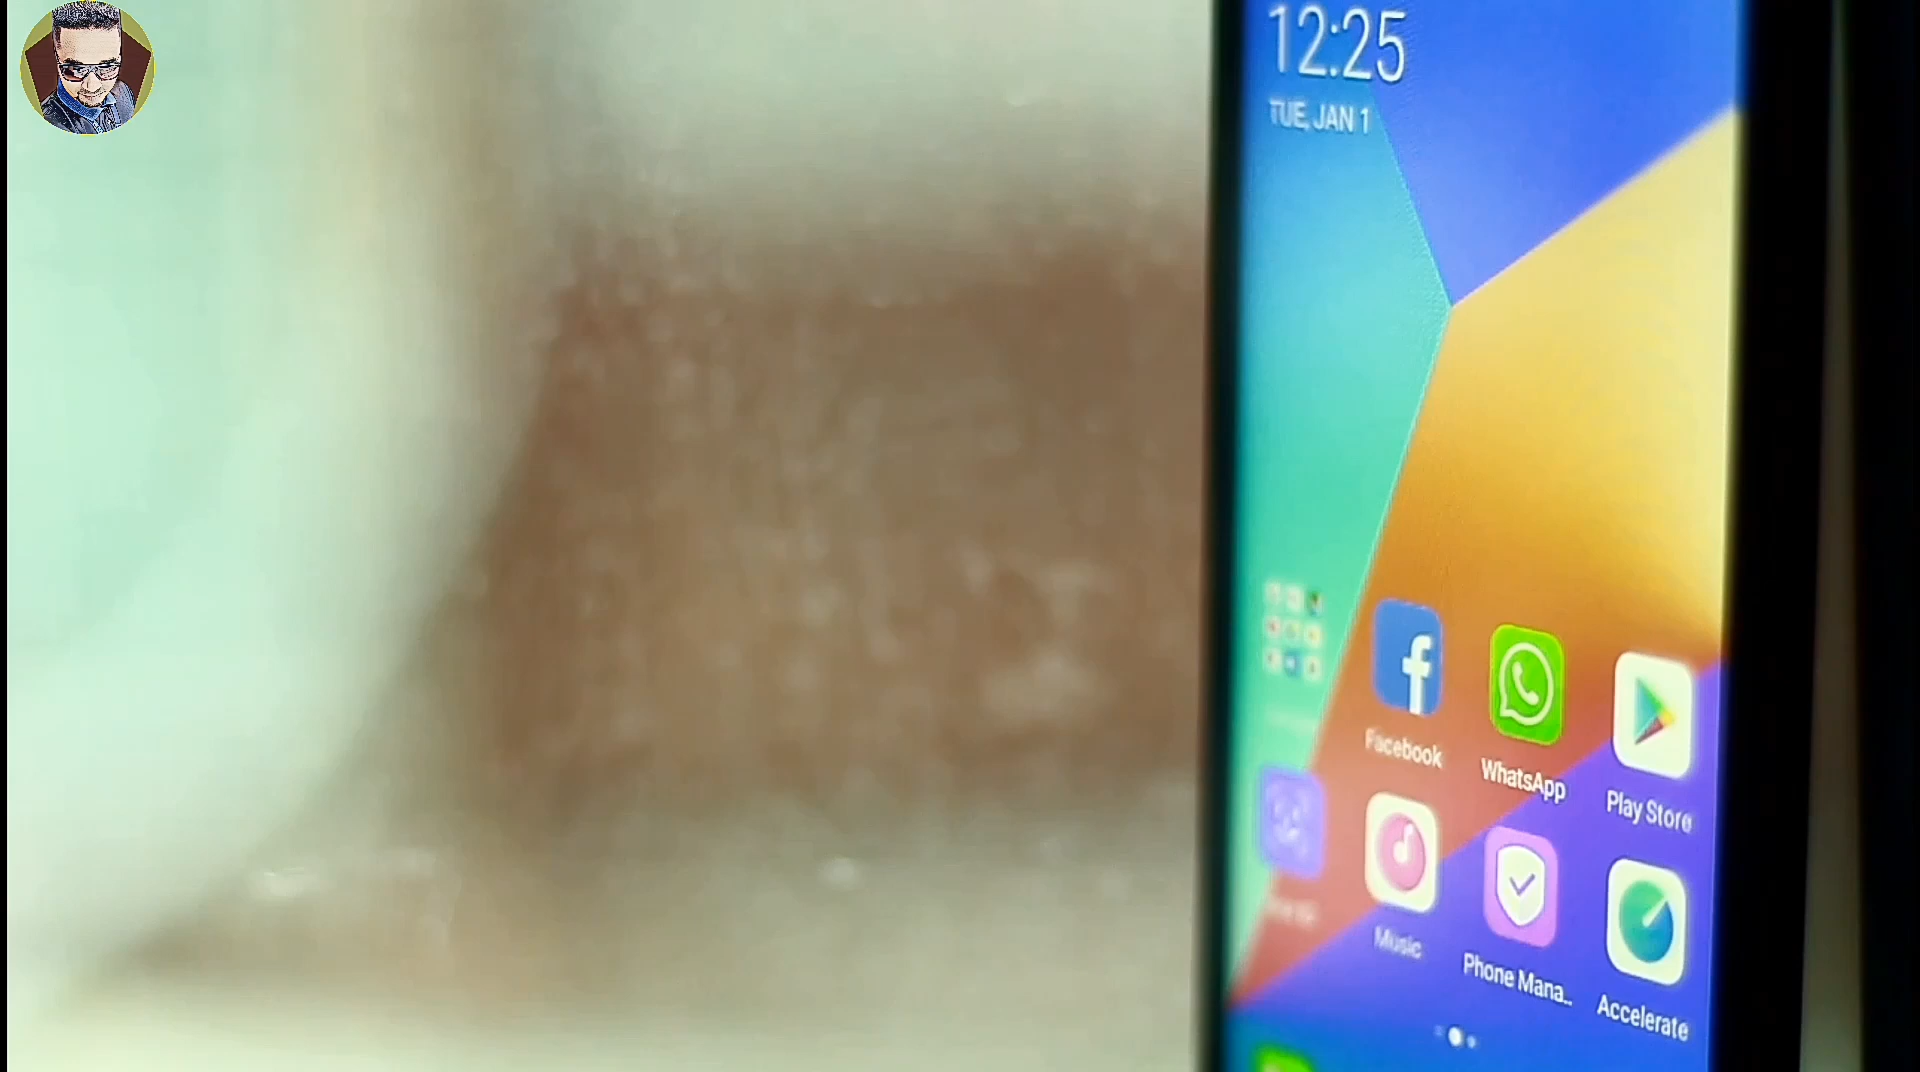 12:25
TUE, JAN 1
Facebook
WhatsApp
Play Store
Music
Phone Mana..
Accelerate